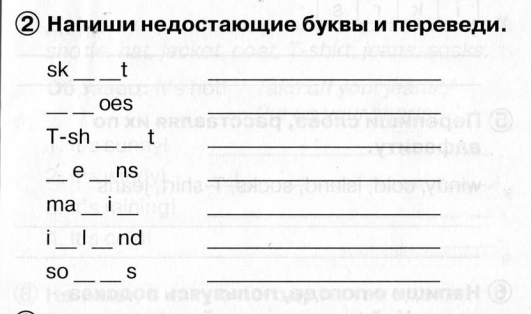 ② Напиши недостающие буквы и переведи.
sk _ _ t
_ _ oes
T-sh _ _ t
_ e _ ns
ma _ i _
i _ l _ nd
so _ _ s